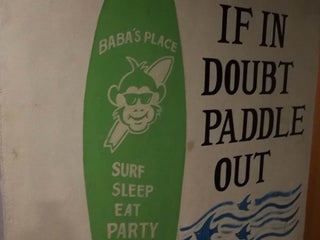 BABA'S PLACE
SURF
SLEEP
EAT
PARTY
IF IN
DOUBT
PADDLE
OUT